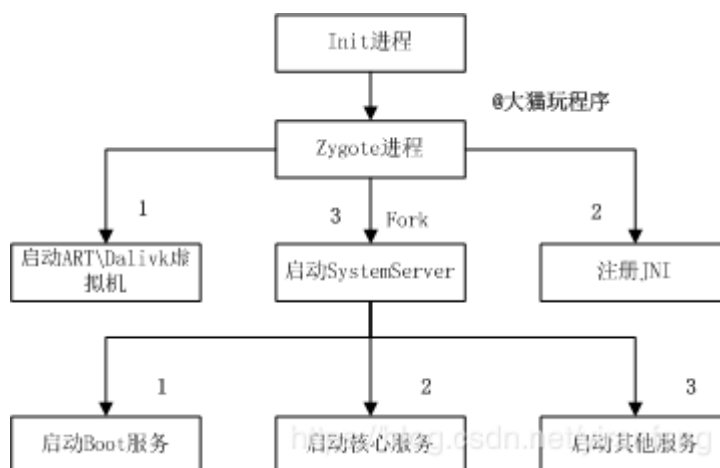 Init进程
@大猫玩程序
Zygote进程
1
3
Fork
2
启动ART\Dalivk虚
拟机
启动SystemServer
注册JNI
1
2
3
启动Boot服务
启动核心服务
启动其他服务